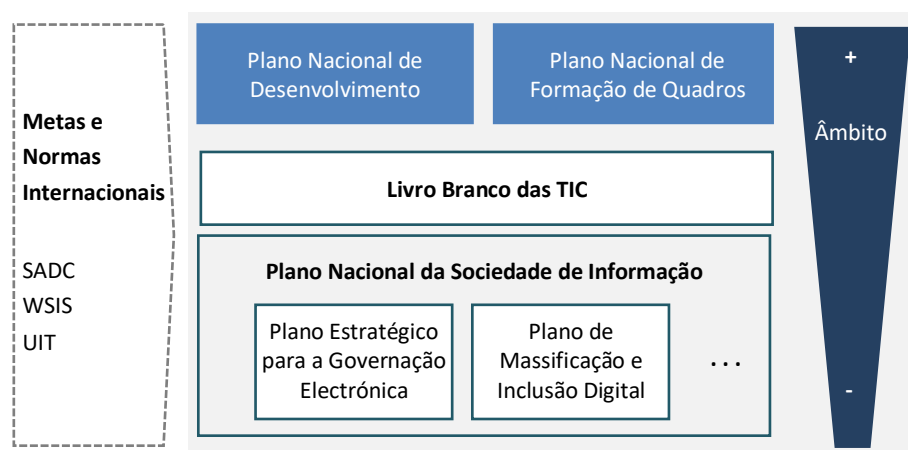 Metas e
Normas
Internacionais
SADC
WSIS
UIT
Plano Nacional de
Desenvolvimento
Plano Nacional de
Formação de Quadros
Livro Branco das TIC
Plano Nacional da Sociedade de Informação
Plano Estratégico
para a Governação
Electrónica
Plano de
Massificação e
Inclusão Digital
...
+
Âmbito
-